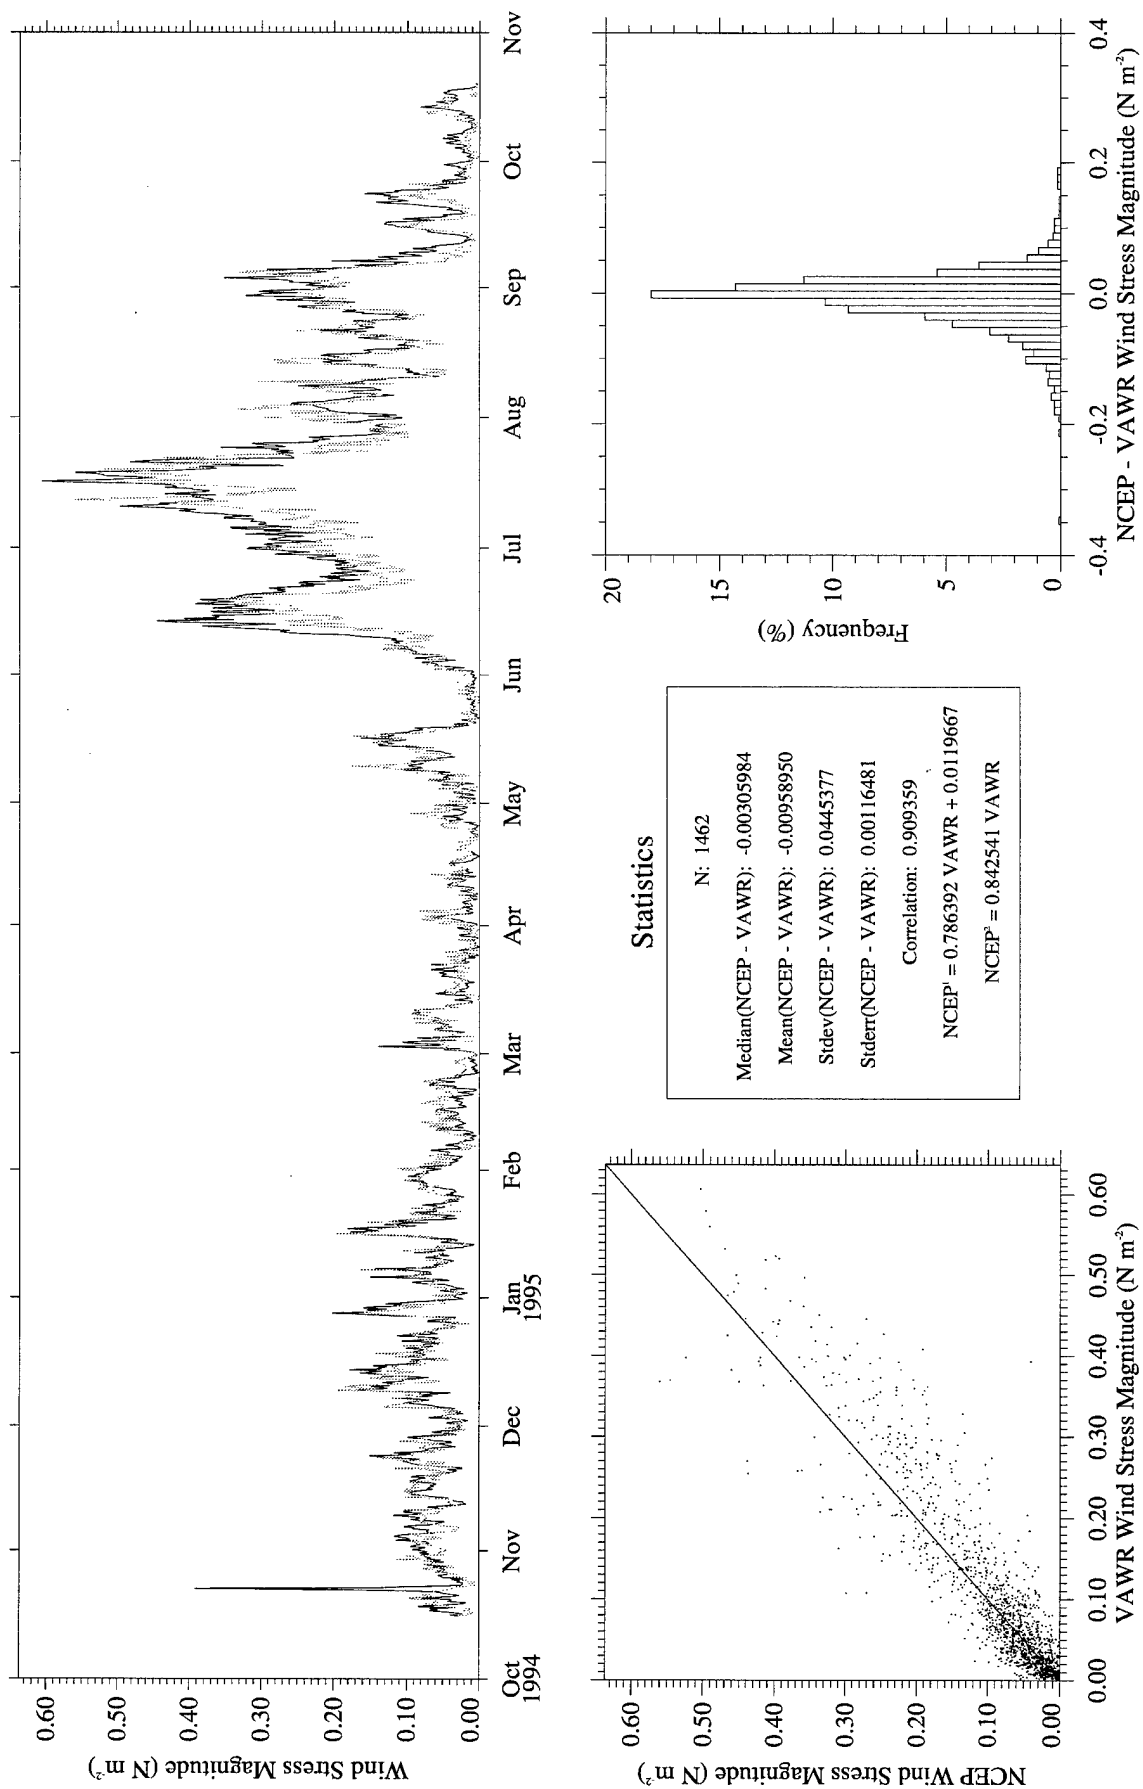 Wind Stress Magnitude (N m⁻²)
0.60
0.50
0.40
0.30
0.20
0.10
0.00
Oct Nov Dec Jan Feb Mar Apr May Jun Jul Aug Sep Oct Nov
1994 1995
NCEP Wind Stress Magnitude (N m⁻²)
0.60
0.50
0.40
0.30
0.20
0.10
0.00
0.00 0.10 0.20 0.30 0.40 0.50 0.60
VAWR Wind Stress Magnitude (N m⁻²)
Statistics
N: 1462
Median(NCEP - VAWR): -0.00305984
Mean(NCEP - VAWR): -0.00958950
Stdev(NCEP - VAWR): 0.0445377
Stderr(NCEP - VAWR): 0.00116481
Correlation: 0.909359
NCEP¹ = 0.786392 VAWR + 0.0119667
NCEP² = 0.842541 VAWR
Frequency (%)
20
15
10
5
0
-0.4 -0.2 0.0 0.2 0.4
NCEP - VAWR Wind Stress Magnitude (N m⁻²)